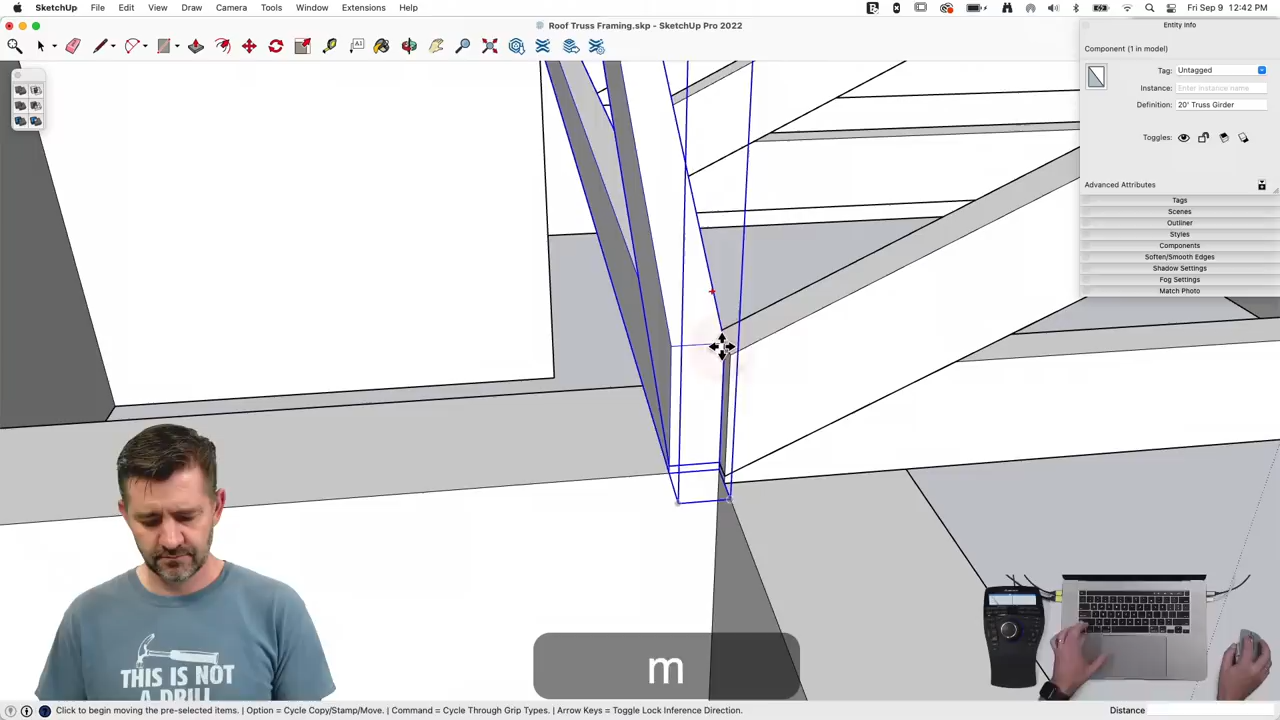 SketchUp File Edit View Draw Camera Tools Window Extensions Help
Fri Sep 9 12:42 PM
Roof Truss Framing.skp - SketchUp Pro 2022
Entity Info
Component (1 in model)
Tag: Untagged
Instance: Enter instance name
Definition: 20' Truss Girder
Toggles:
Advanced Attributes
Tags
Scenes
Outliner
Styles
Components
Soften/Smooth Edges
Shadow Settings
Fog Settings
Match Photo
THIS IS NOT
A DRILL
m
Click to begin moving the pre-selected items. | Option = Cycle Copy/Stamp/Move. | Command = Cycle Through Grip Types. | Arrow Keys = Toggle Lock Inference Direction.
Distance